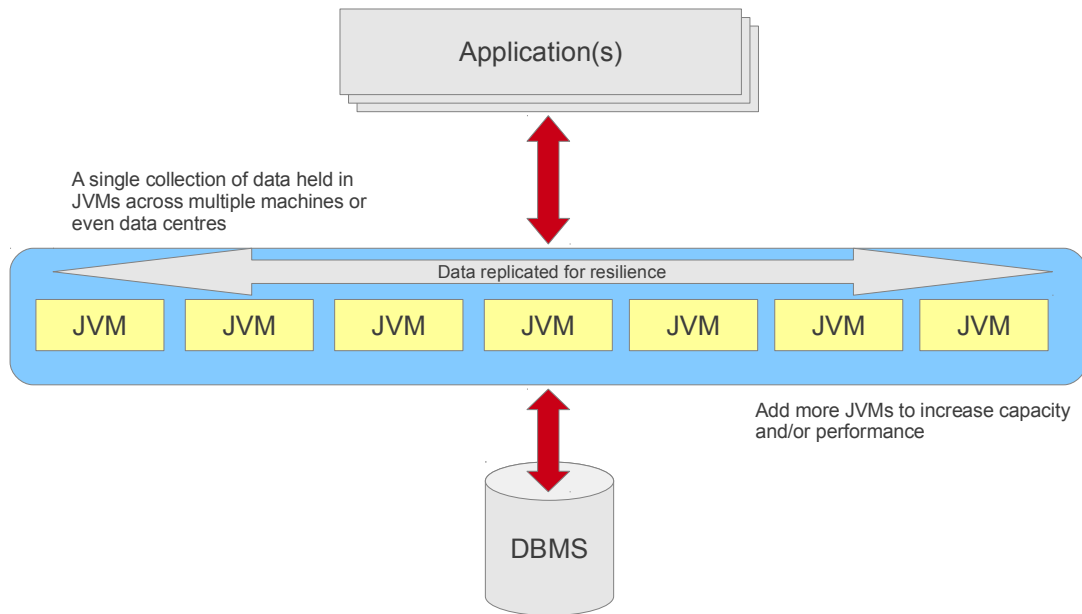 Application(s)
A single collection of data held in
JVMs across multiple machines or
even data centres
Data replicated for resilience
JVM
JVM
JVM
JVM
JVM
JVM
JVM
Add more JVMs to increase capacity
and/or performance
DBMS